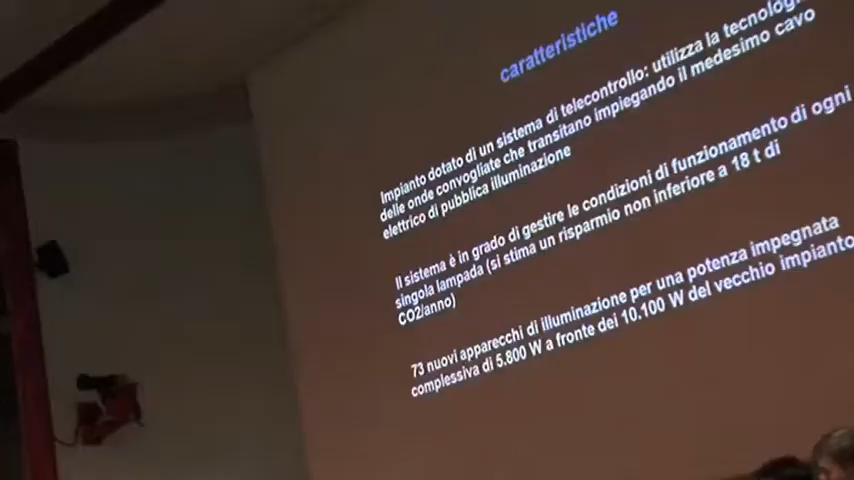 caratteristiche
Impianto dotato di un sistema di telecontrollo: utilizza la tecnologia
delle onde convogliate che transitano impiegando il medesimo cavo
elettrico di pubblica illuminazione
Il sistema è in grado di gestire le condizioni di funzionamento di ogni
singola lampada (si stima un risparmio non inferiore a 18 t di
CO2/anno)
73 nuovi apparecchi di illuminazione per una potenza impegnata
complessiva di 5.800 W a fronte dei 10.100 W del vecchio impianto